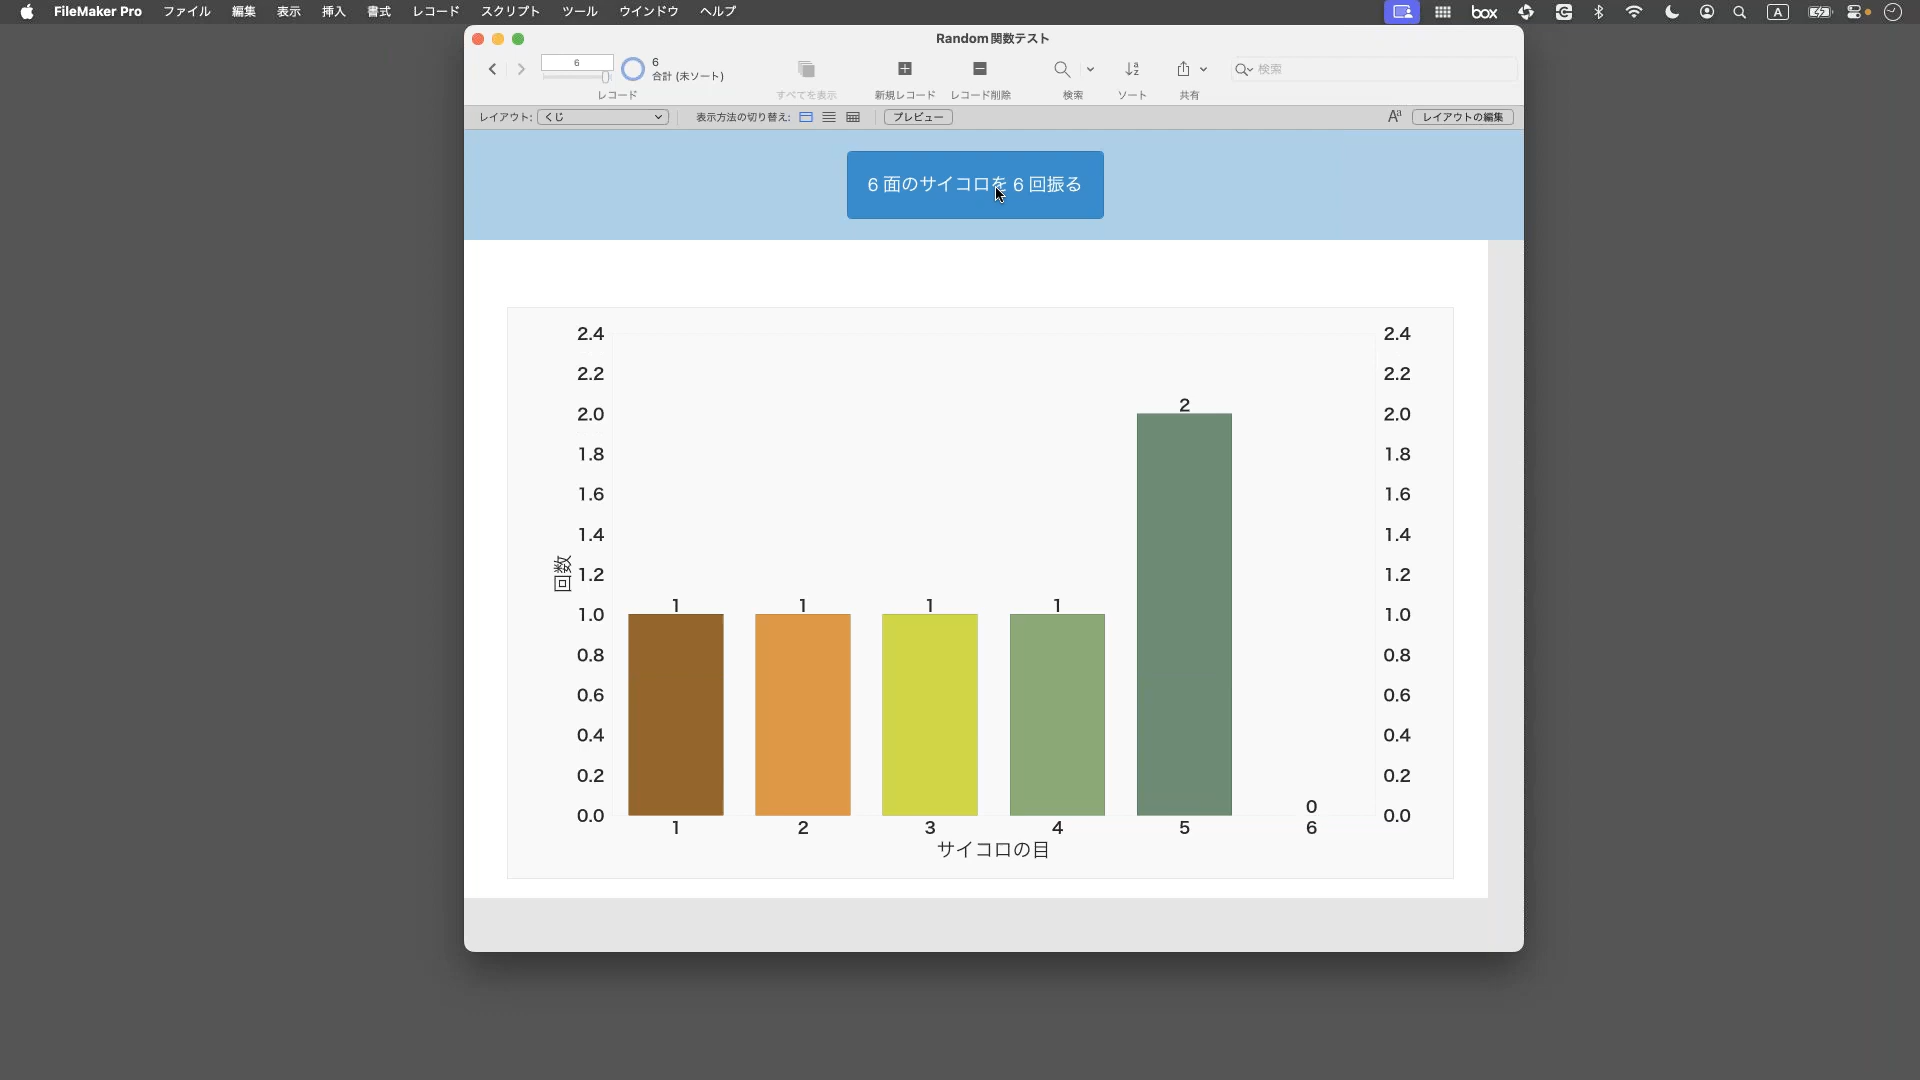 FileMaker Pro ファイル 編集 表示 挿入 書式 レコード スクリプト ツール ウインドウ ヘルプ box A
Random関数テスト
6
6
合計 (未ソート)
検索
レコード すべてを表示 新規レコード レコード削除 検索 ソート 共有
レイアウト: くじ 表示方法の切り替え: プレビュー Aa レイアウトの編集
6 面のサイコロを 6 回振る
2.4 2.4
2.2 2.2
2
2.0 2.0
1.8 1.8
1.6 1.6
1.4 1.4
回数
1.2 1.2
1 1 1 1
1.0 1.0
0.8 0.8
0.6 0.6
0.4 0.4
0.2 0.2
0
0.0 0.0
1 2 3 4 5 6
サイコロの目